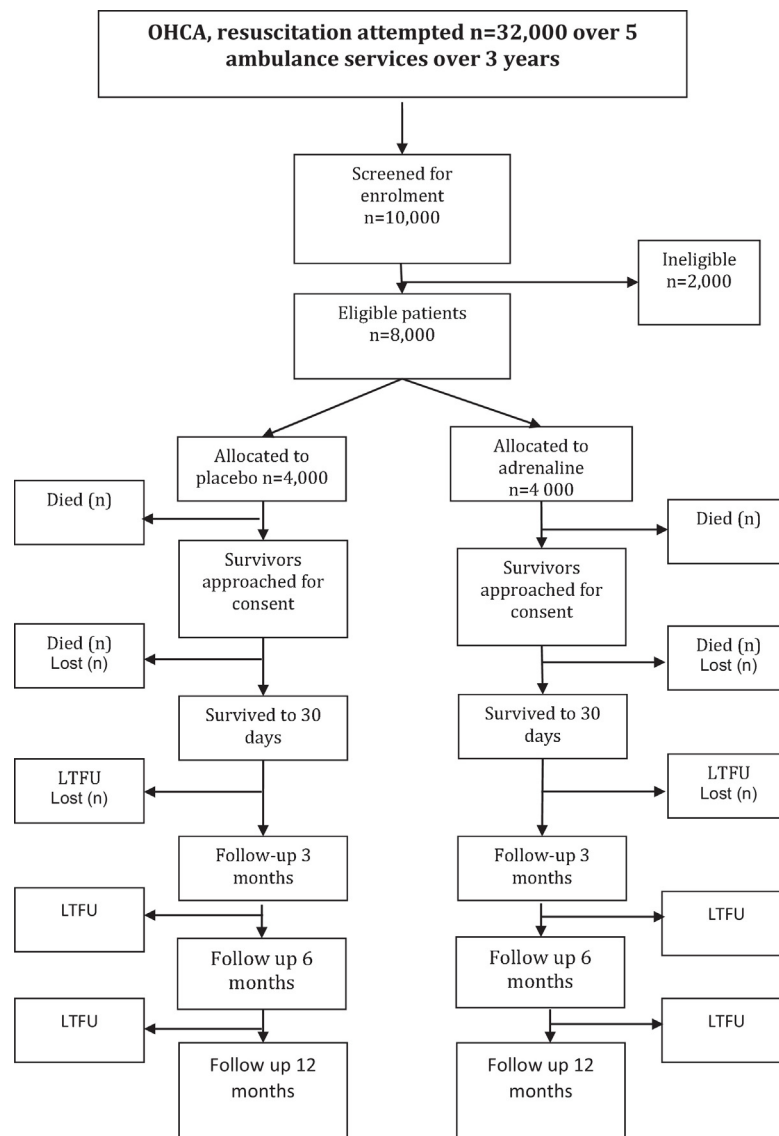 OHCA, resuscitation attempted n=32,000 over 5
ambulance services over 3 years
Screened for
enrolment
n=10,000
Ineligible
n=2,000
Eligible patients
n=8,000
Allocated to
placebo n=4,000
Allocated to
adrenaline
n=4 000
Died (n)
Died (n)
Survivors
approached for
consent
Survivors
approached for
consent
Died (n)
Lost (n)
Died (n)
Lost (n)
Survived to 30
days
Survived to 30
days
LTFU
Lost (n)
LTFU
Lost (n)
Follow-up 3
months
Follow-up 3
months
LTFU
LTFU
Follow up 6
months
Follow up 6
months
LTFU
LTFU
Follow up 12
months
Follow up 12
months